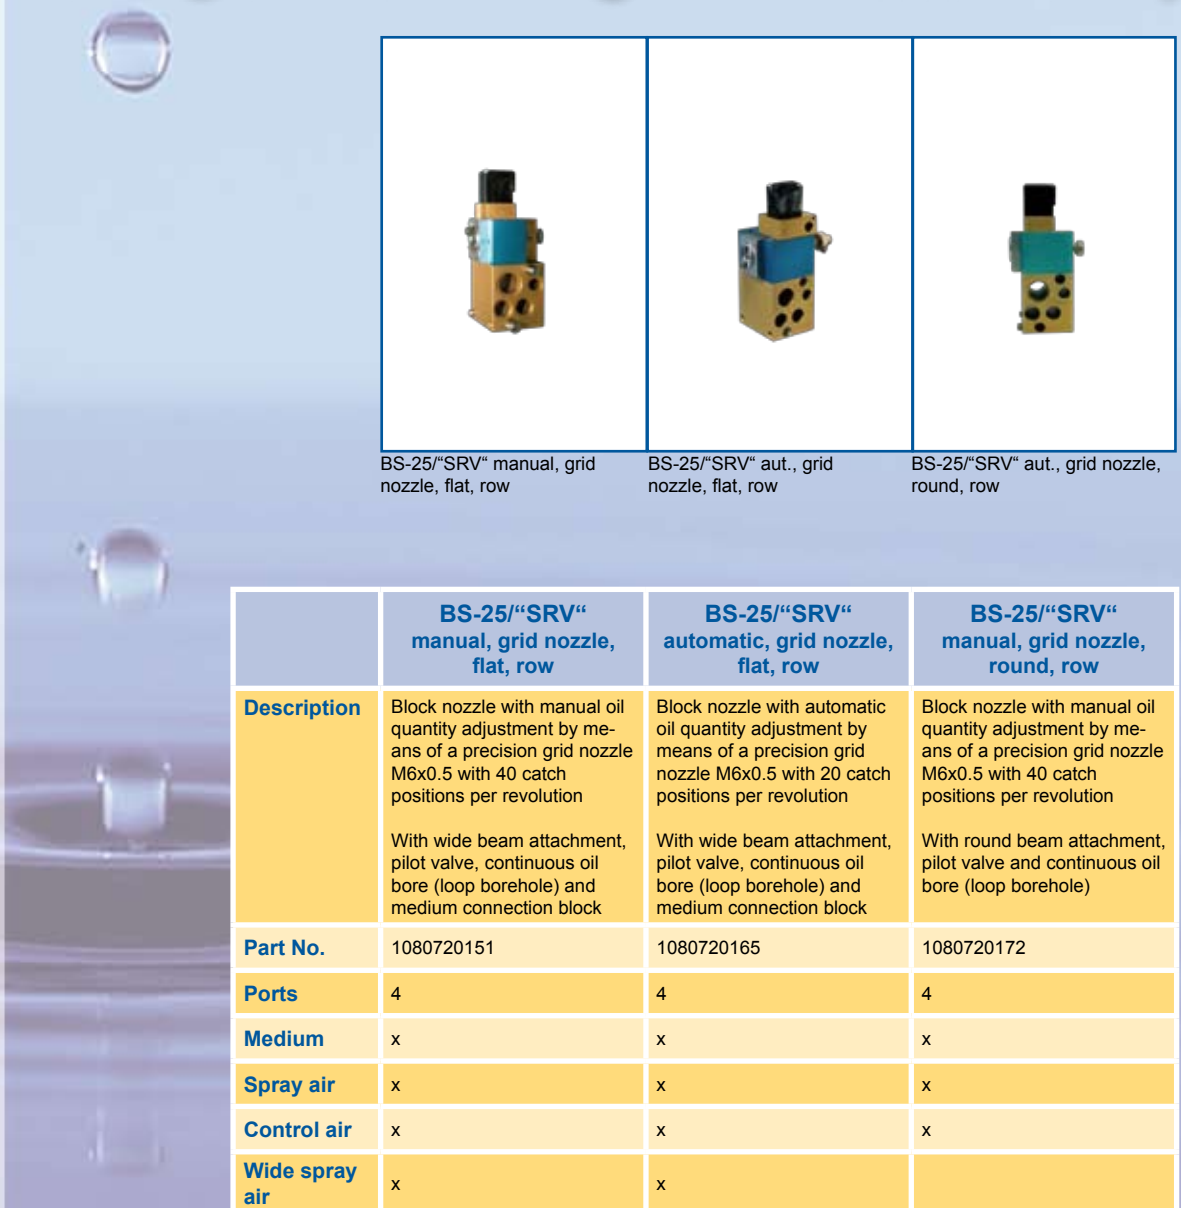 BS-25/“SRV“ manual, grid
nozzle, flat, row
BS-25/“SRV“ aut., grid
nozzle, flat, row
BS-25/“SRV“ aut., grid nozzle,
round, row
BS-25/“SRV“
manual, grid nozzle,
flat, row
BS-25/“SRV“
automatic, grid nozzle,
flat, row
BS-25/“SRV“
manual, grid nozzle,
round, row
Description
Block nozzle with manual oil
quantity adjustment by me-
ans of a precision grid nozzle
M6x0.5 with 40 catch
positions per revolution
With wide beam attachment,
pilot valve, continuous oil
bore (loop borehole) and
medium connection block
Block nozzle with automatic
oil quantity adjustment by
means of a precision grid
nozzle M6x0.5 with 20 catch
positions per revolution
With wide beam attachment,
pilot valve, continuous oil
bore (loop borehole) and
medium connection block
Block nozzle with manual oil
quantity adjustment by me-
ans of a precision grid nozzle
M6x0.5 with 40 catch
positions per revolution
With round beam attachment,
pilot valve and continuous oil
bore (loop borehole)
Part No. 1080720151 1080720165 1080720172
Ports 4 4 4
Medium x x x
Spray air x x x
Control air x x x
Wide spray
air x x